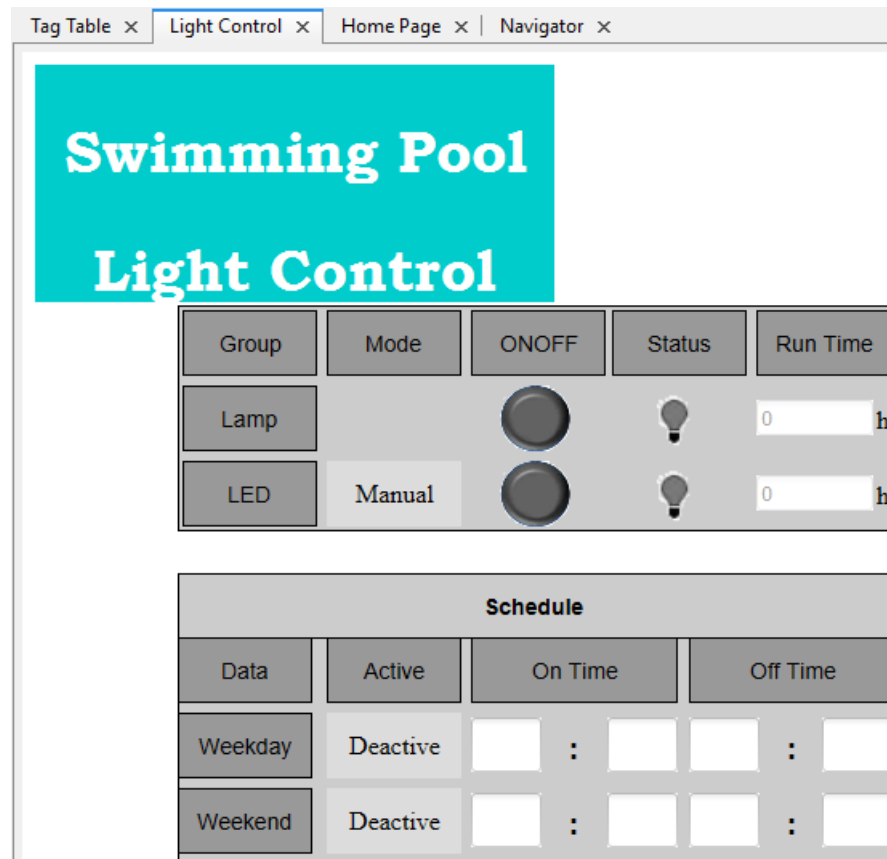 Tag Table × Light Control × Home Page × Navigator ×
Swimming Pool
Light Control
Group Mode ONOFF Status Run Time
Lamp 0 h
LED Manual 0 h
Schedule
Data Active On Time Off Time
Weekday Deactive : :
Weekend Deactive : :